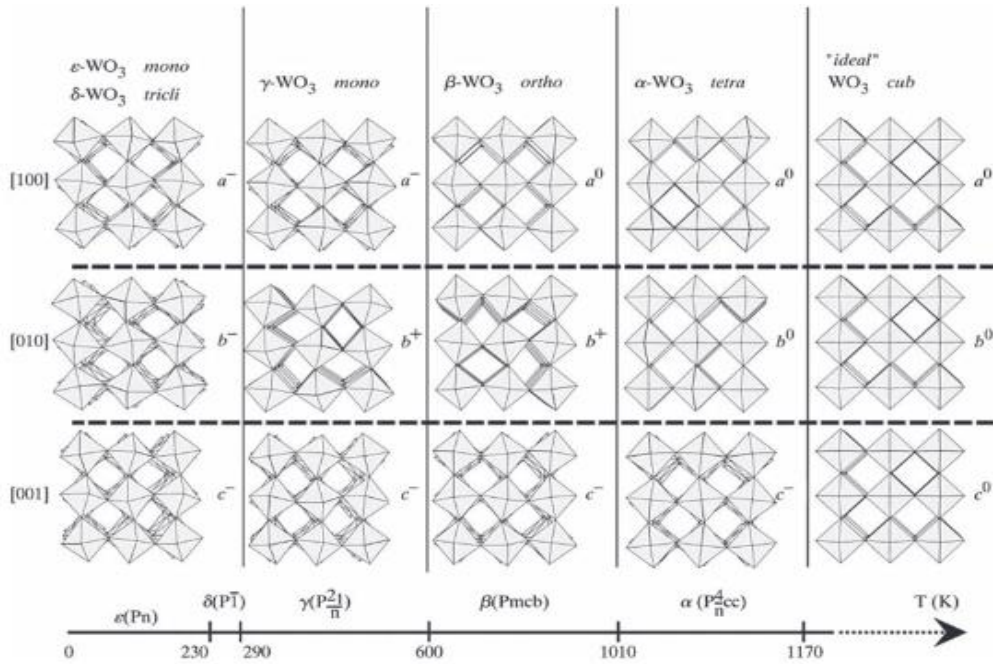 ε-WO3 mono
δ-WO3 tricli
γ-WO3 mono
β-WO3 ortho
α-WO3 tetra
"ideal"
WO3 cub
[100] a⁻ a⁻ a⁰ a⁰ a⁰
[010] b⁻ b⁺ b⁺ b⁰ b⁰
[001] c⁻ c⁻ c⁻ c⁻ c⁰
ε(Pn) δ(P1̅) γ(P21/n) β(Pmcb) α(P4/ncc) T (K)
0 230 290 600 1010 1170